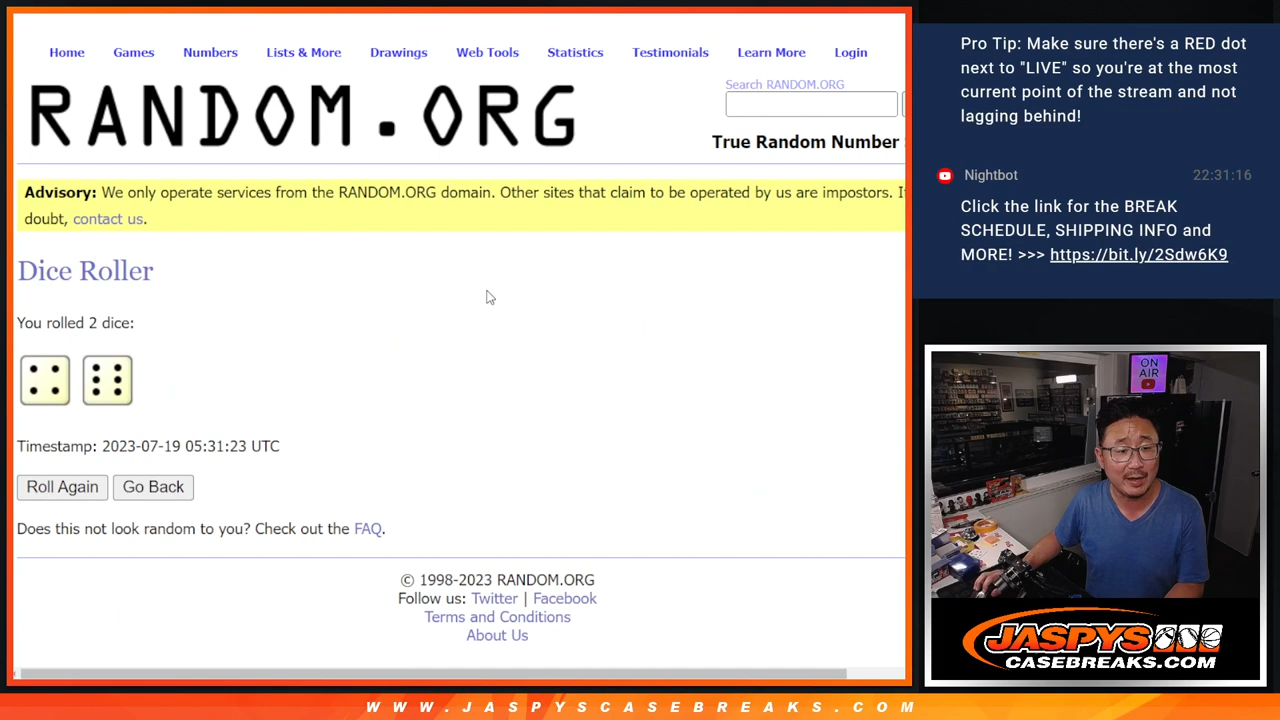 Home Games Numbers Lists & More Drawings Web Tools Statistics Testimonials Learn More Login
RANDOM.ORG
Search RANDOM.ORG
True Random Number
Advisory: We only operate services from the RANDOM.ORG domain. Other sites that claim to be operated by us are impostors.
doubt, contact us.
Dice Roller
You rolled 2 dice:
Timestamp: 2023-07-19 05:31:23 UTC
Roll Again Go Back
Does this not look random to you? Check out the FAQ.
© 1998-2023 RANDOM.ORG
Follow us: Twitter | Facebook
Terms and Conditions
About Us
Pro Tip: Make sure there's a RED dot
next to "LIVE" so you're at the most
current point of the stream and not
lagging behind!
Nightbot 22:31:16
Click the link for the BREAK
SCHEDULE, SHIPPING INFO and
MORE! >>> https://bit.ly/2Sdw6K9
ON
AIR
JASPYS
CASEBREAKS.COM
WWW.JASPYSCASEBREAKS.COM